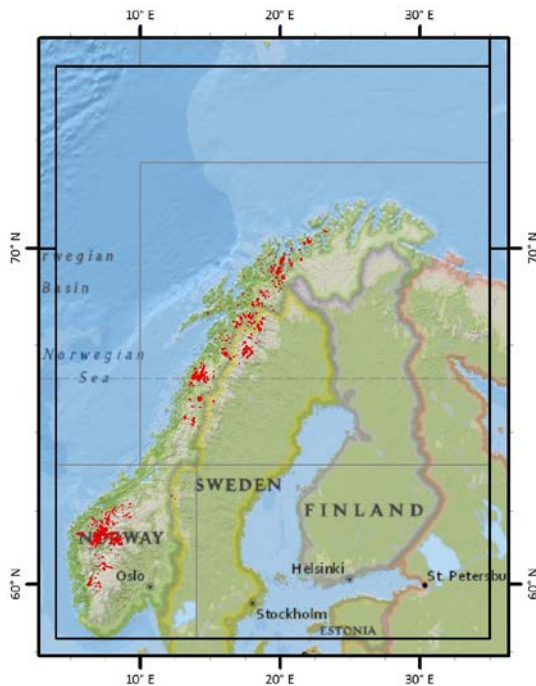 10° E 20° E 30° E
70° N 70° N
rwegian
Basin
Norwegian
Sea
SWEDEN
FINLAND
NORWAY
Helsinki
Oslo St. Petersbu
60° N 60° N
Stockholm
ESTONIA
10° E 20° E 30° E